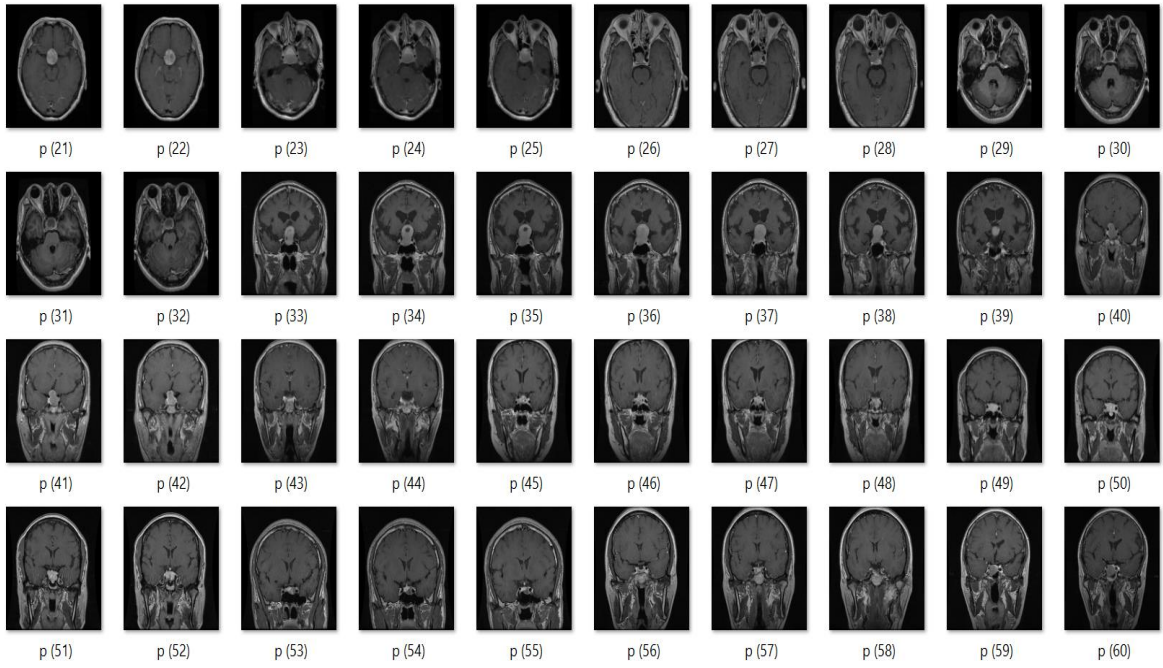 p (21) p (22) p (23) p (24) p (25) p (26) p (27) p (28) p (29) p (30)
p (31) p (32) p (33) p (34) p (35) p (36) p (37) p (38) p (39) p (40)
p (41) p (42) p (43) p (44) p (45) p (46) p (47) p (48) p (49) p (50)
p (51) p (52) p (53) p (54) p (55) p (56) p (57) p (58) p (59) p (60)